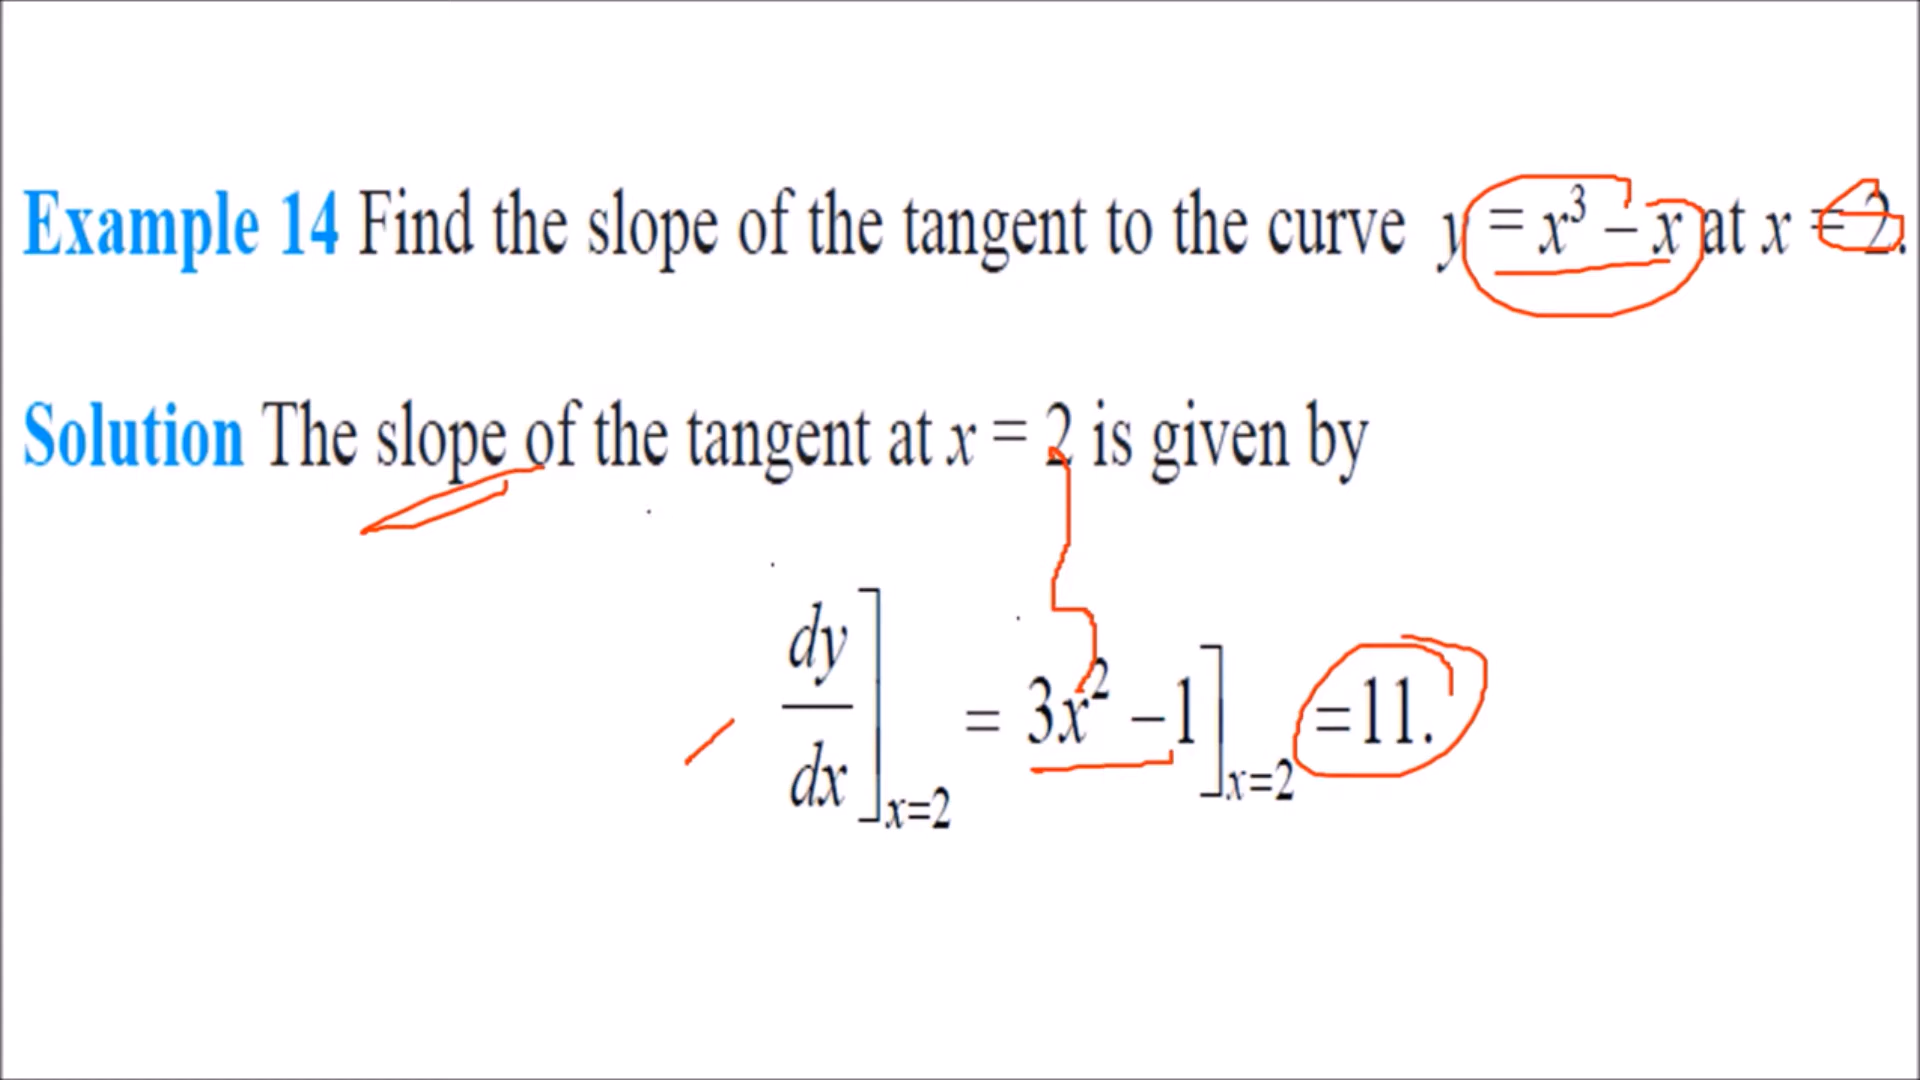 Example 14 Find the slope of the tangent to the curve y = x³ – x at x = 2.
Solution The slope of the tangent at x = 2 is given by
dy/dx]x=2 = 3x² –1]x=2 =11.